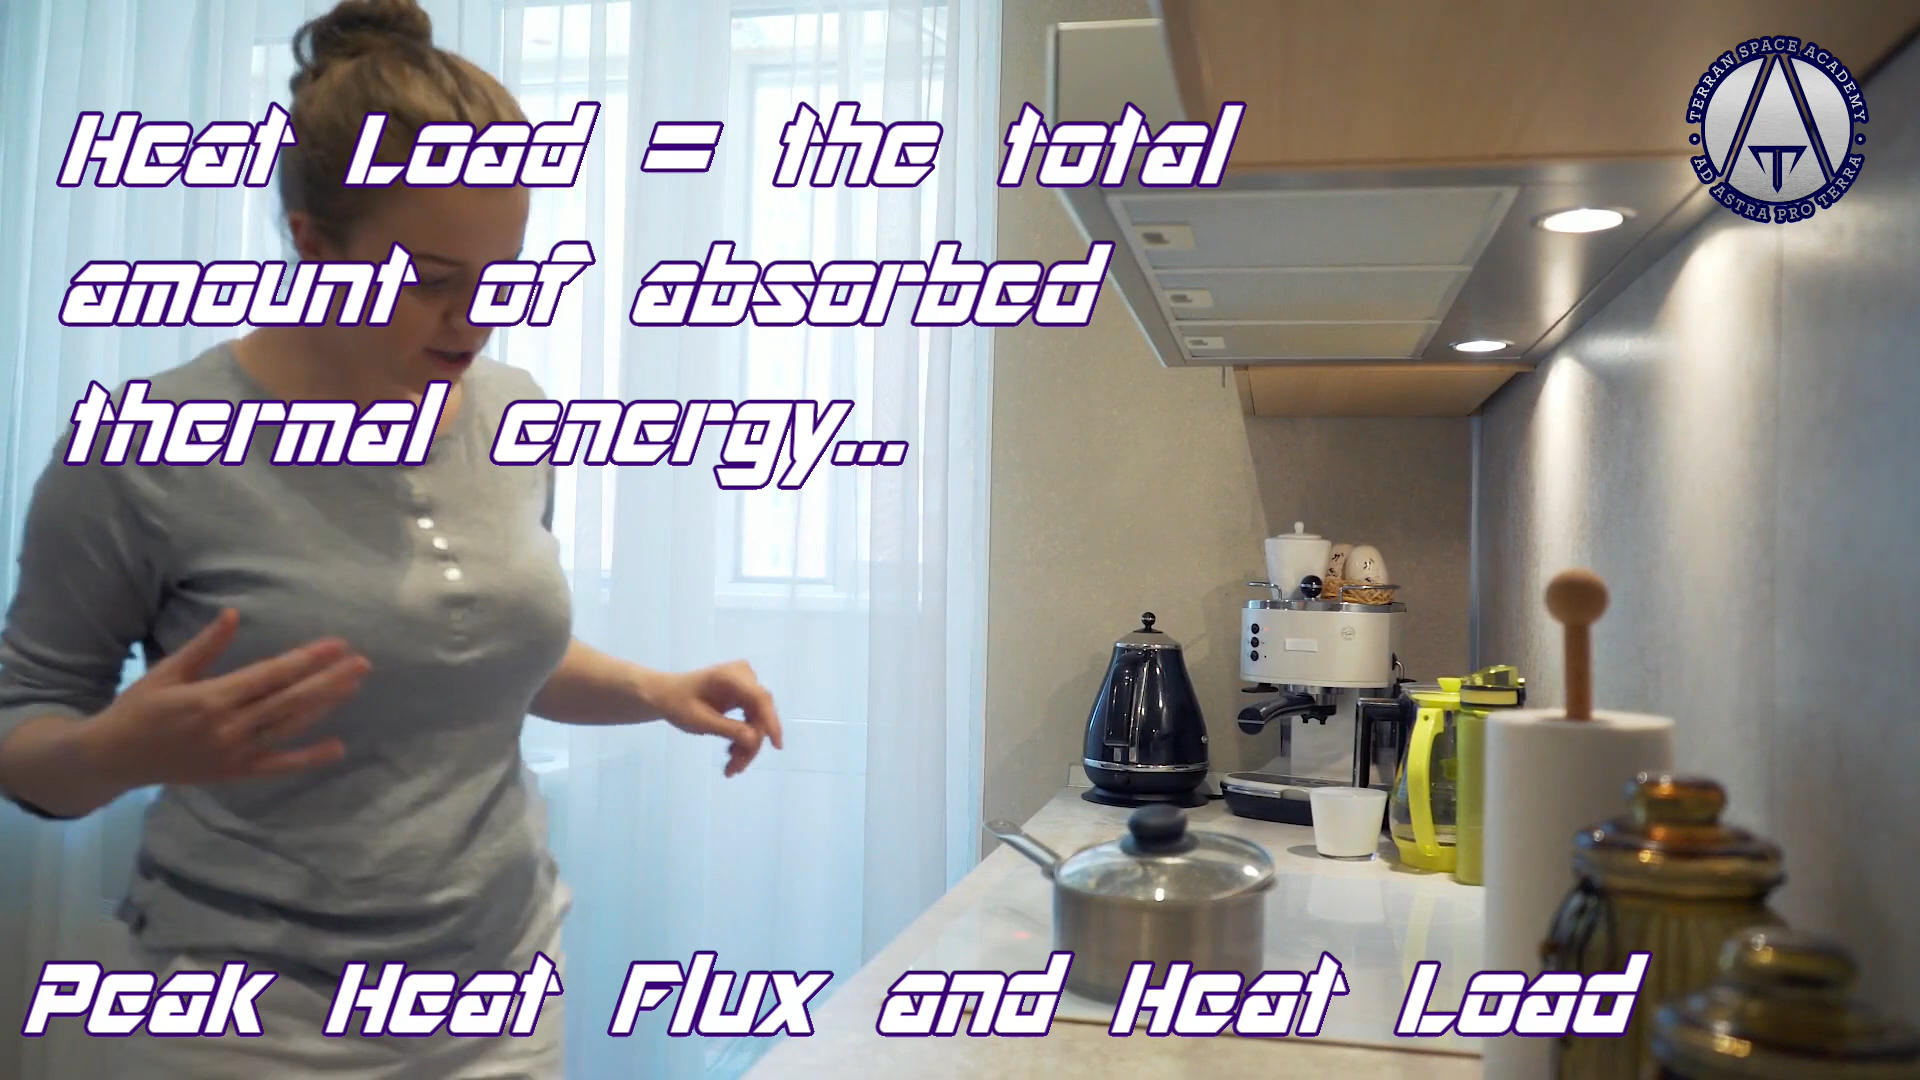 Heat Load = the total
amount of absorbed
thermal energy...
TERRAN SPACE ACADEMY
AD ASTRA PRO TERRA
Peak Heat Flux and Heat Load